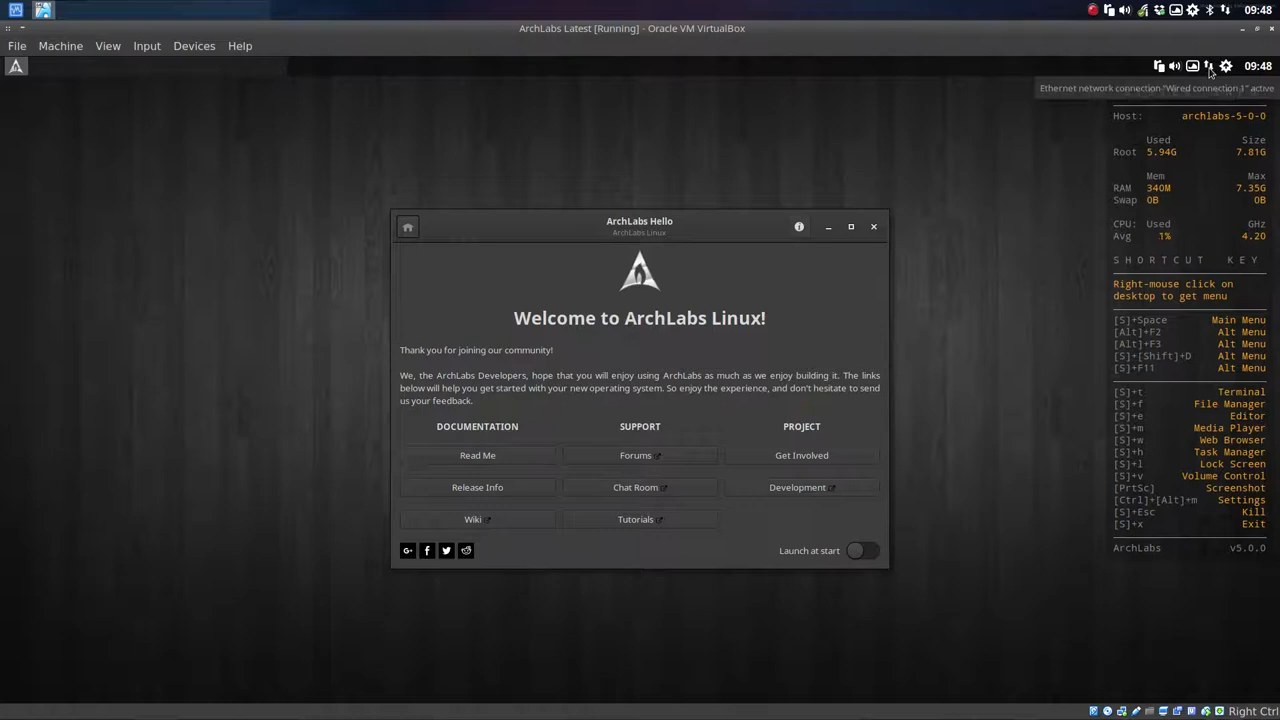 09:48
ArchLabs Latest [Running] - Oracle VM VirtualBox
File Machine View Input Devices Help
09:48
Ethernet network connection "Wired connection 1" active
Host: archlabs-5-0-0
Used Size
Root 5.94G 7.81G
Mem Max
RAM 340M 7.35G
Swap 0B 0B
CPU: Used GHz
Avg 1% 4.20
SHORTCUT KEY
Right-mouse click on
desktop to get menu
[S]+Space Main Menu
[Alt]+F2 Alt Menu
[Alt]+F3 Alt Menu
[S]+[Shift]+D Alt Menu
[S]+F11 Alt Menu
[S]+t Terminal
[S]+f File Manager
[S]+e Editor
[S]+m Media Player
[S]+w Web Browser
[S]+h Task Manager
[S]+l Lock Screen
[S]+v Volume Control
[PrtSc] Screenshot
[Ctrl]+[Alt]+m Settings
[S]+Esc Kill
[S]+x Exit
ArchLabs v5.0.0
ArchLabs Hello
ArchLabs Linux
Welcome to ArchLabs Linux!
Thank you for joining our community!
We, the ArchLabs Developers, hope that you will enjoy using ArchLabs as much as we enjoy building it. The links
below will help you get started with your new operating system. So enjoy the experience, and don't hesitate to send
us your feedback.
DOCUMENTATION SUPPORT PROJECT
Read Me Forums Get Involved
Release Info Chat Room Development
Wiki Tutorials
G+ Launch at start
Right Ctrl